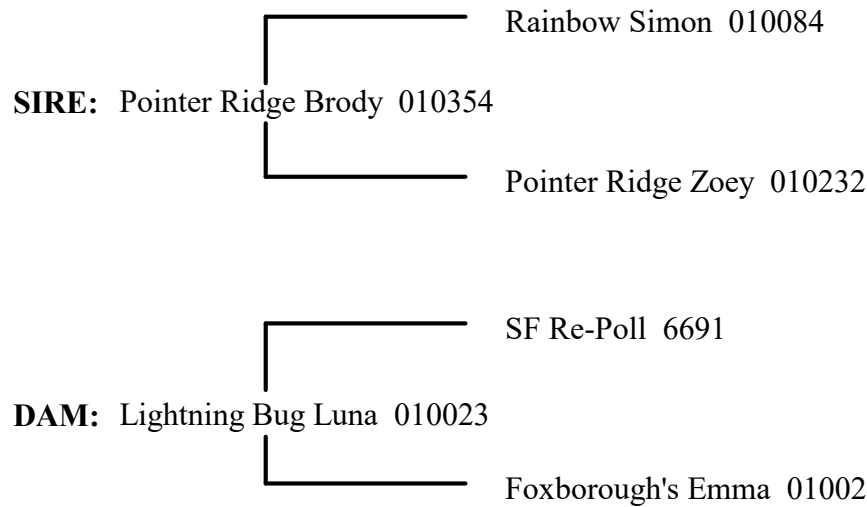 Rainbow Simon 010084
SIRE: Pointer Ridge Brody 010354
Pointer Ridge Zoey 010232
SF Re-Poll 6691
DAM: Lightning Bug Luna 010023
Foxborough's Emma 01002